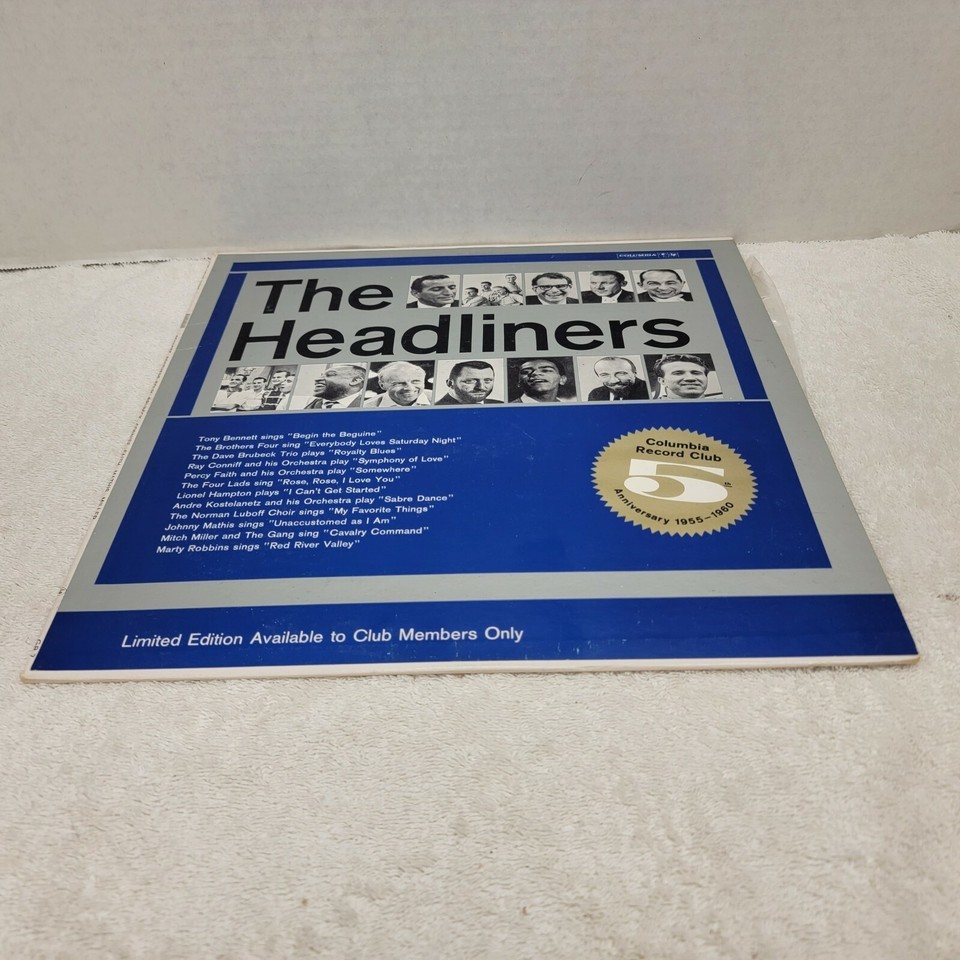 COLUMBIA
The
Headliners
Tony Bennett sings "Begin the Beguine"
The Brothers Four sing "Everybody Loves Saturday Night"
The Dave Brubeck Trio plays "Royalty Blues"
Ray Conniff and his Orchestra play "Symphony of Love"
Percy Faith and his Orchestra play "Somewhere"
The Four Lads sing "Rose, Rose, I Love You"
Lionel Hampton plays "I Can't Get Started"
Andre Kostelanetz and his Orchestra play "Sabre Dance"
The Norman Luboff Choir sings "My Favorite Things"
Johnny Mathis sings "Unaccustomed as I Am"
Mitch Miller and The Gang sing "Cavalry Command"
Marty Robbins sings "Red River Valley"
Columbia
Record Club
5th
Anniversary 1955–1960
Limited Edition Available to Club Members Only